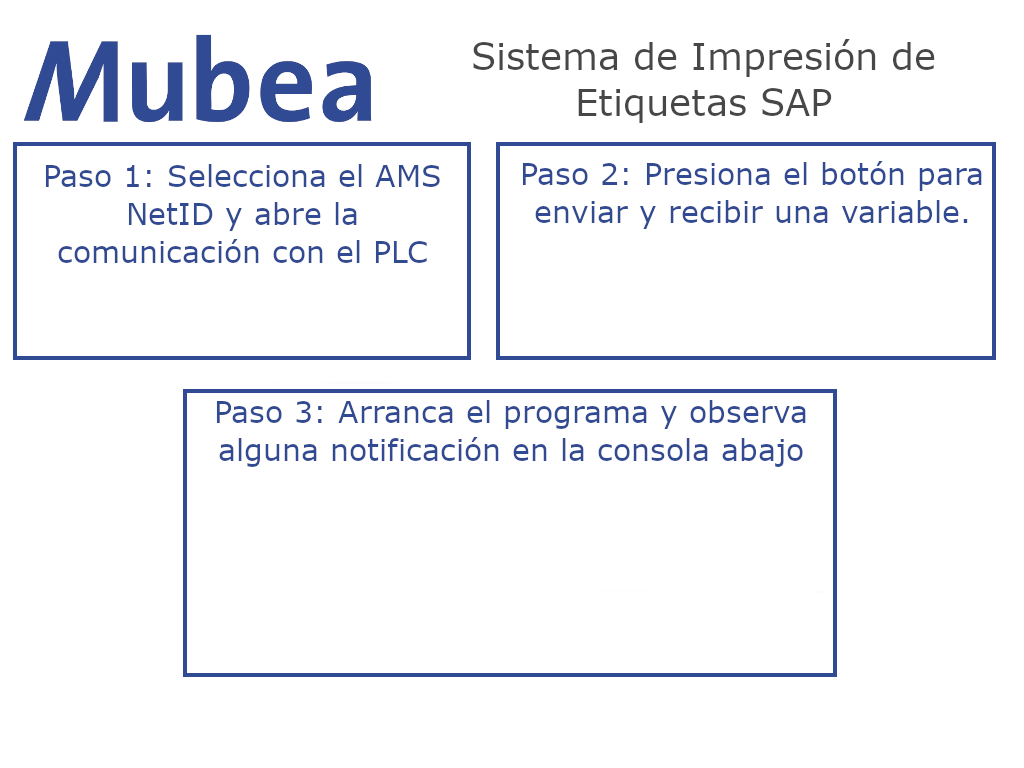 Mubea
Sistema de Impresión de
Etiquetas SAP
Paso 1: Selecciona el AMS
NetID y abre la
comunicación con el PLC
Paso 2: Presiona el botón para
enviar y recibir una variable.
Paso 3: Arranca el programa y observa
alguna notificación en la consola abajo